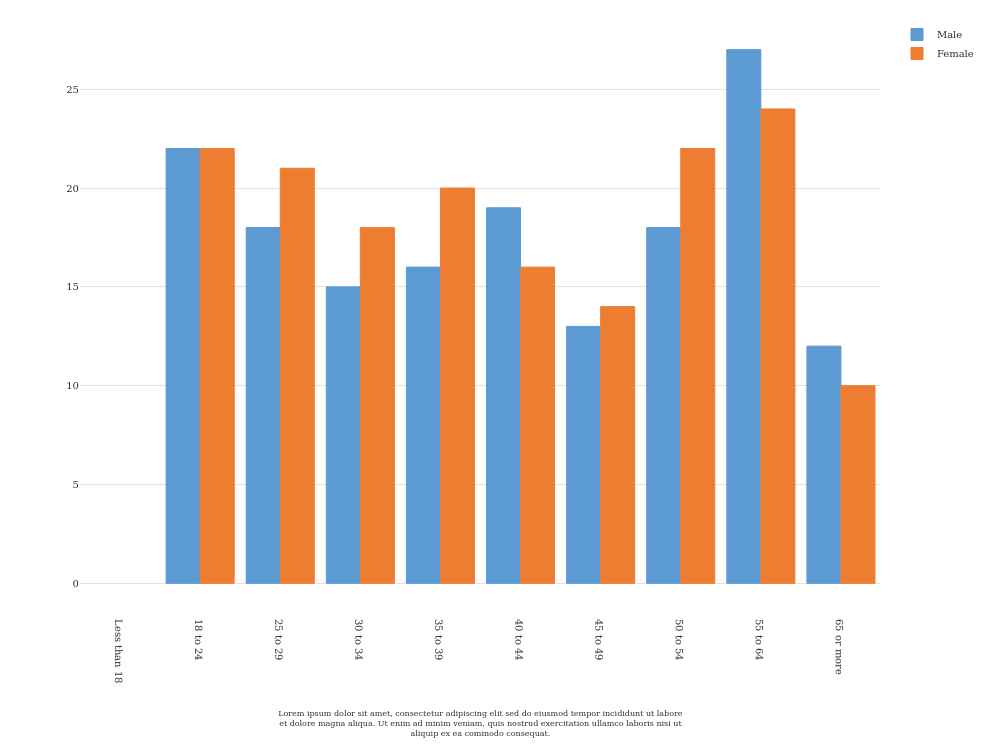 Male
Female
25
20
15
10
5
0
Less than 18
18 to 24
25 to 29
30 to 34
35 to 39
40 to 44
45 to 49
50 to 54
55 to 64
65 or more
Lorem ipsum dolor sit amet, consectetur adipiscing elit sed do eiusmod tempor incididunt ut labore
et dolore magna aliqua. Ut enim ad minim veniam, quis nostrud exercitation ullamco laboris nisi ut
aliquip ex ea commodo consequat.